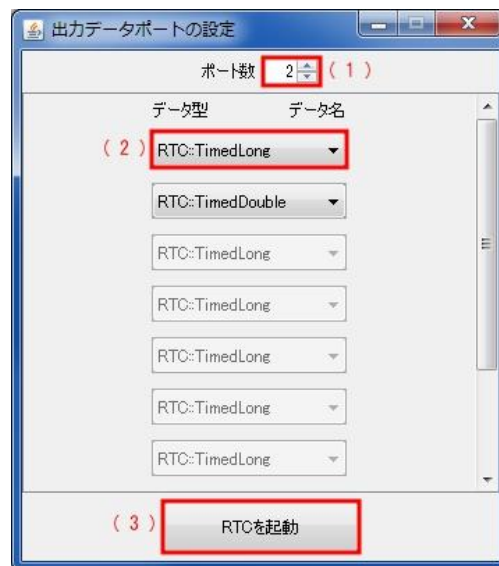 出力データポートの設定
ポート数 2 (1)
データ型 データ名
(2) RTC::TimedLong
RTC::TimedDouble
RTC::TimedLong
RTC::TimedLong
RTC::TimedLong
RTC::TimedLong
RTC::TimedLong
(3) RTCを起動